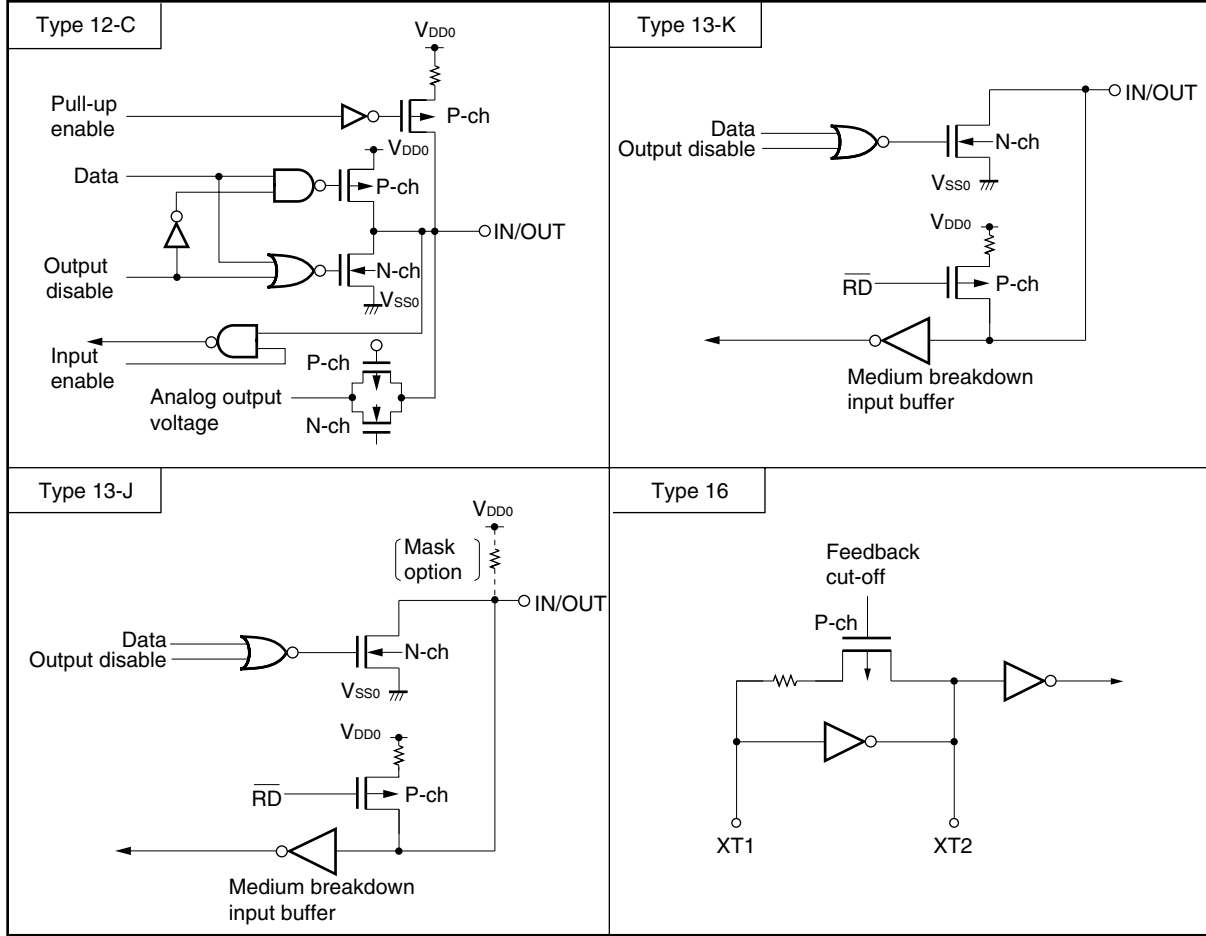 Type 12-C
VDD0
Pull-up
enable
P-ch
VDD0
Data
P-ch
IN/OUT
Output
disable
N-ch
VSS0
Input
enable
P-ch
Analog output
voltage
N-ch
Type 13-K
IN/OUT
Data
Output disable
N-ch
VSS0
VDD0
RD
P-ch
Medium breakdown
input buffer
Type 13-J
VDD0
Mask
option
IN/OUT
Data
Output disable
N-ch
VSS0
VDD0
RD
P-ch
Medium breakdown
input buffer
Type 16
Feedback
cut-off
P-ch
XT1
XT2